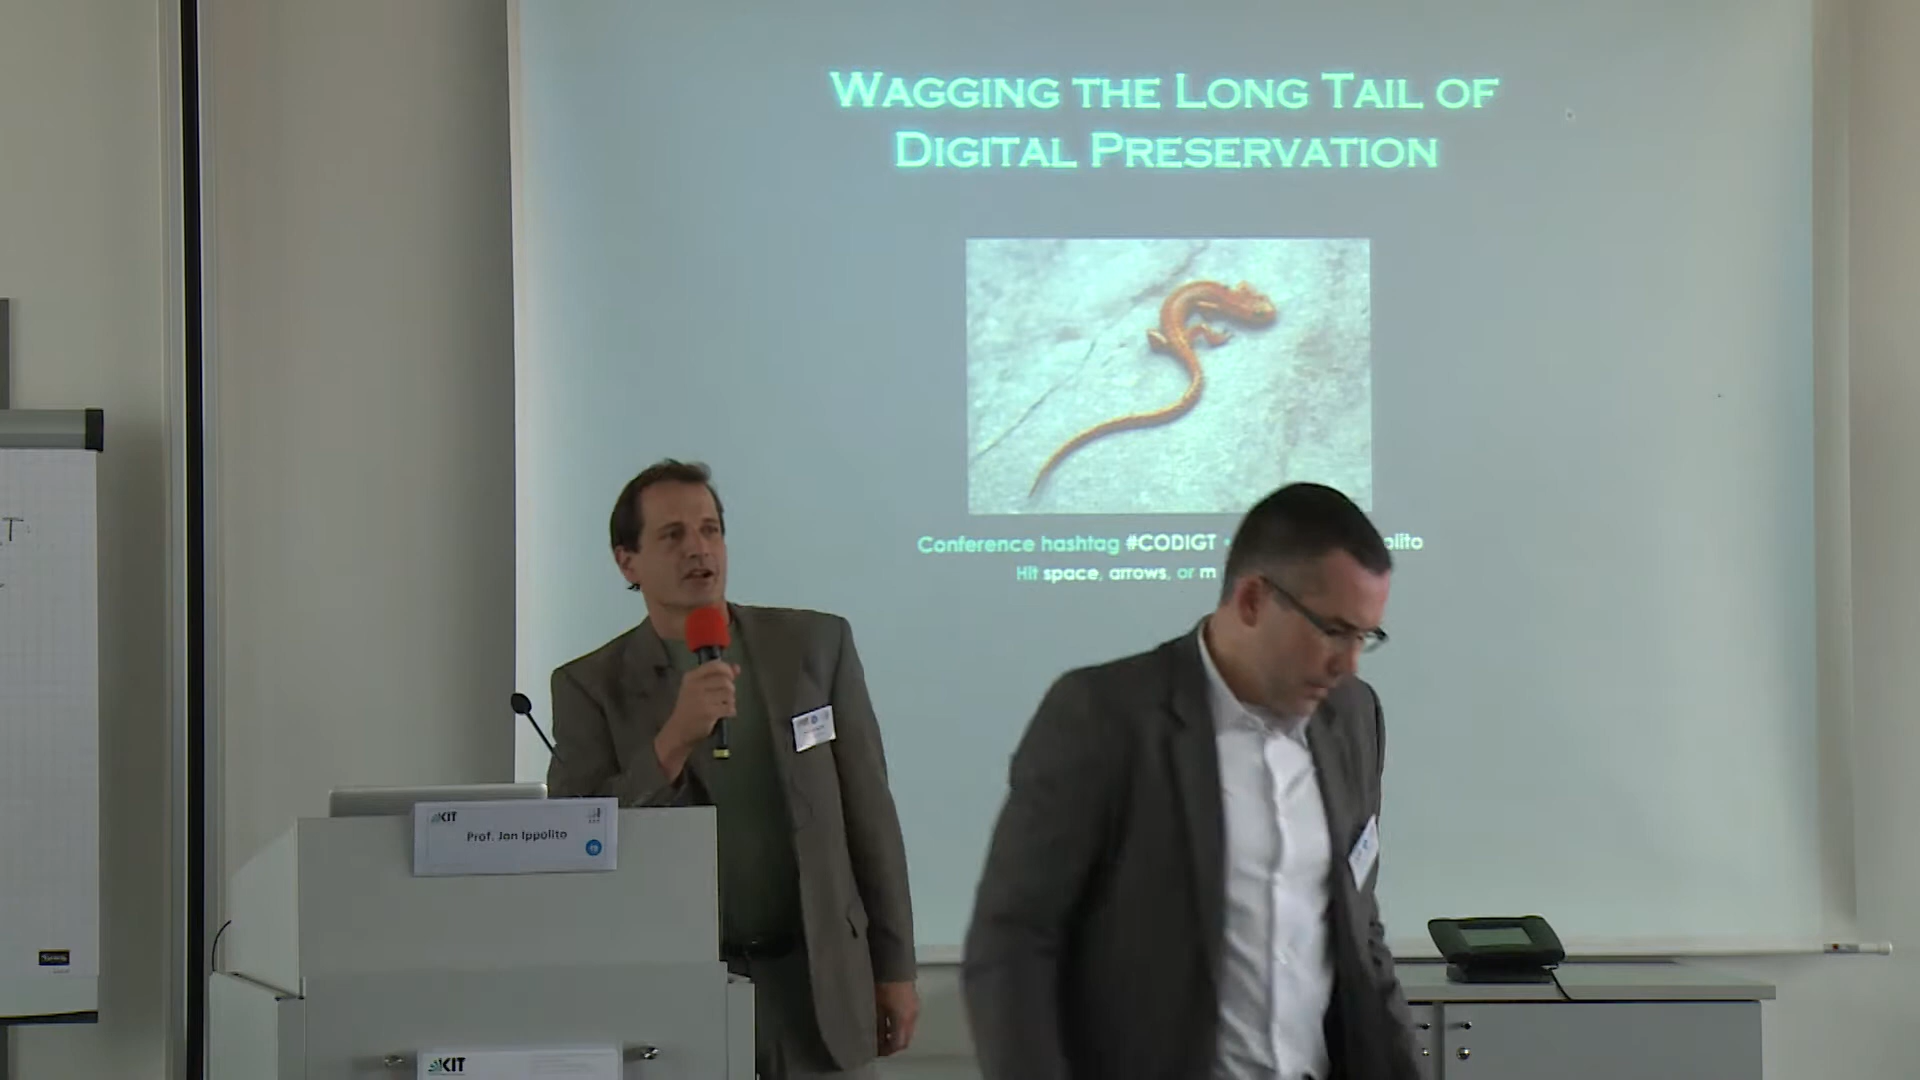 WAGGING THE LONG TAIL OF
DIGITAL PRESERVATION
Conference hashtag #CODIGT
Hit space, arrows, or m
KIT
Prof. Jon Ippolito
KIT